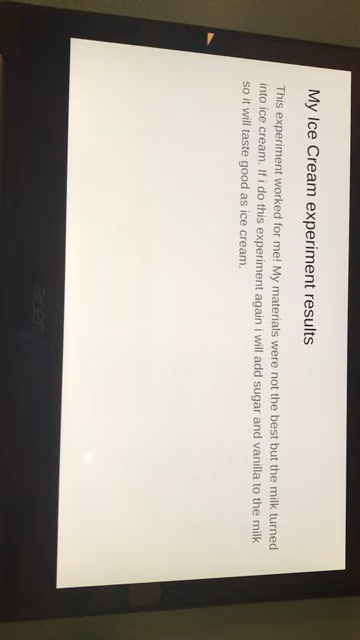 My Ice Cream experiment results
This experiment worked for me! My materials were not the best but the milk turned
into ice cream. If i do this experiment again i will add sugar and vanilla to the milk
so it will taste good as ice cream.
acer